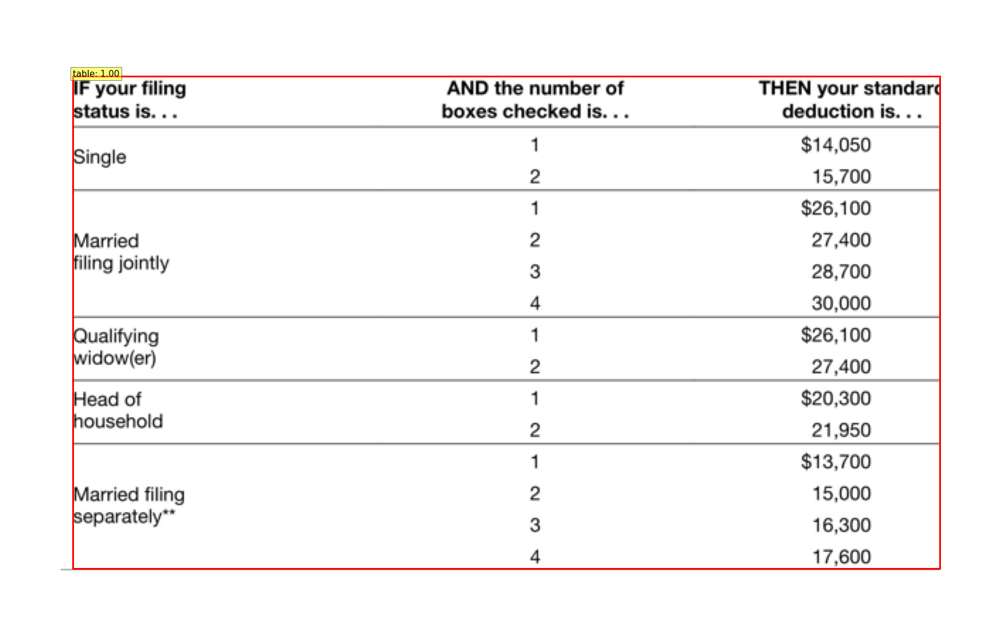 table: 1.00
IF your filing AND the number of THEN your standard
status is. . . boxes checked is. . . deduction is. . .
Single
1 $14,050
2 15,700
Married
filing jointly
1 $26,100
2 27,400
3 28,700
4 30,000
Qualifying
widow(er)
1 $26,100
2 27,400
Head of
household
1 $20,300
2 21,950
Married filing
separately**
1 $13,700
2 15,000
3 16,300
4 17,600